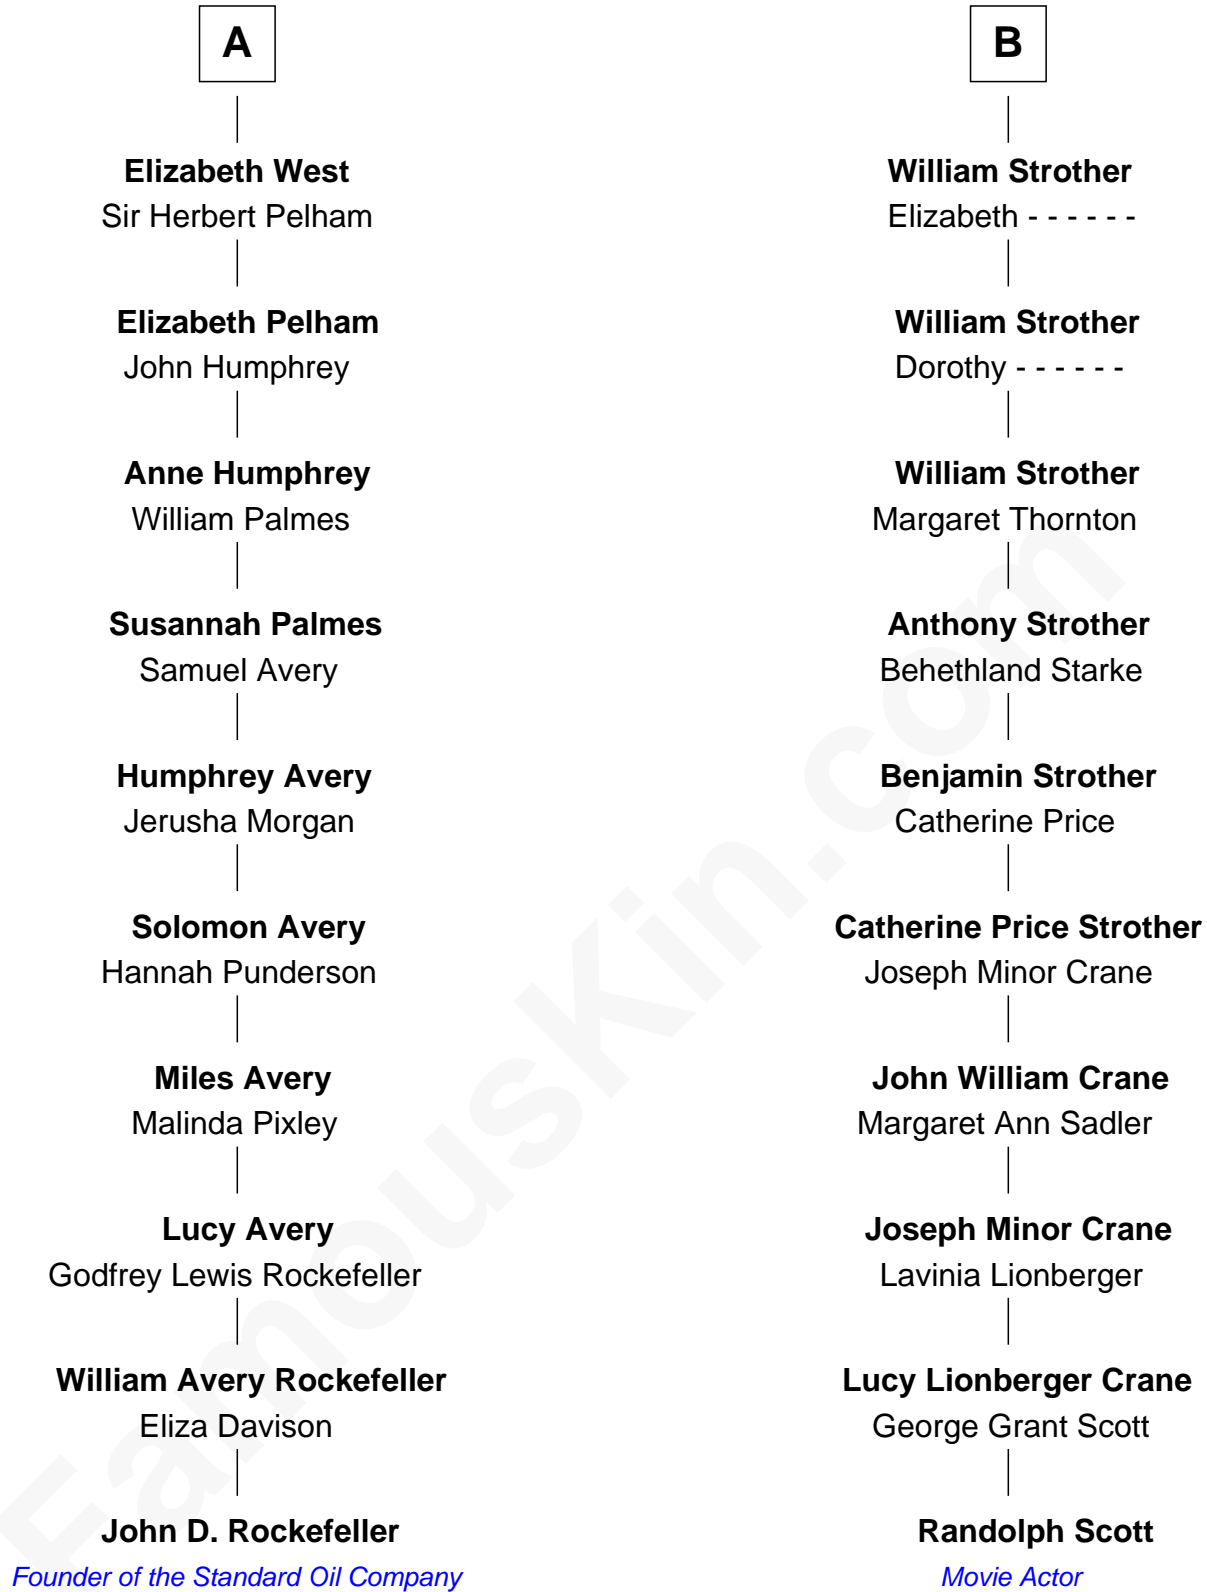 A
Elizabeth West
Sir Herbert Pelham
Elizabeth Pelham
John Humphrey
Anne Humphrey
William Palmes
Susannah Palmes
Samuel Avery
Humphrey Avery
Jerusha Morgan
Solomon Avery
Hannah Punderson
Miles Avery
Malinda Pixley
Lucy Avery
Godfrey Lewis Rockefeller
William Avery Rockefeller
Eliza Davison
John D. Rockefeller
Founder of the Standard Oil Company
B
William Strother
Elizabeth - - - - - -
William Strother
Dorothy - - - - - -
William Strother
Margaret Thornton
Anthony Strother
Behethland Starke
Benjamin Strother
Catherine Price
Catherine Price Strother
Joseph Minor Crane
John William Crane
Margaret Ann Sadler
Joseph Minor Crane
Lavinia Lionberger
Lucy Lionberger Crane
George Grant Scott
Randolph Scott
Movie Actor
FamousKin.com